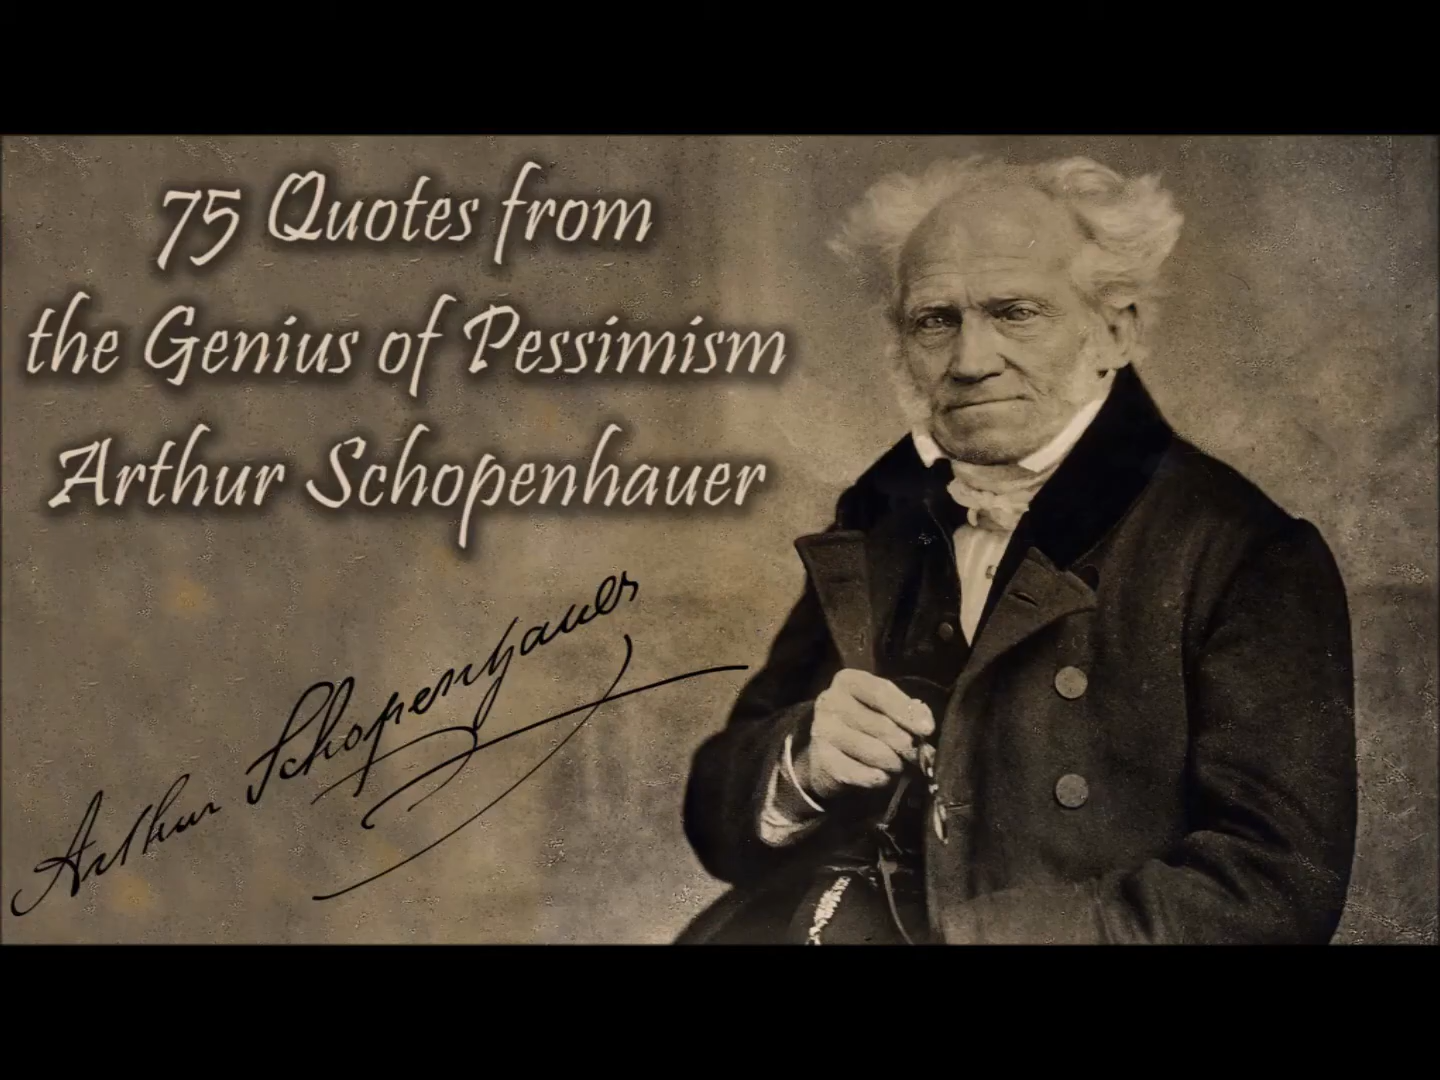 75 Quotes from
the Genius of Pessimism
Arthur Schopenhauer
Arthur Schopenhauer